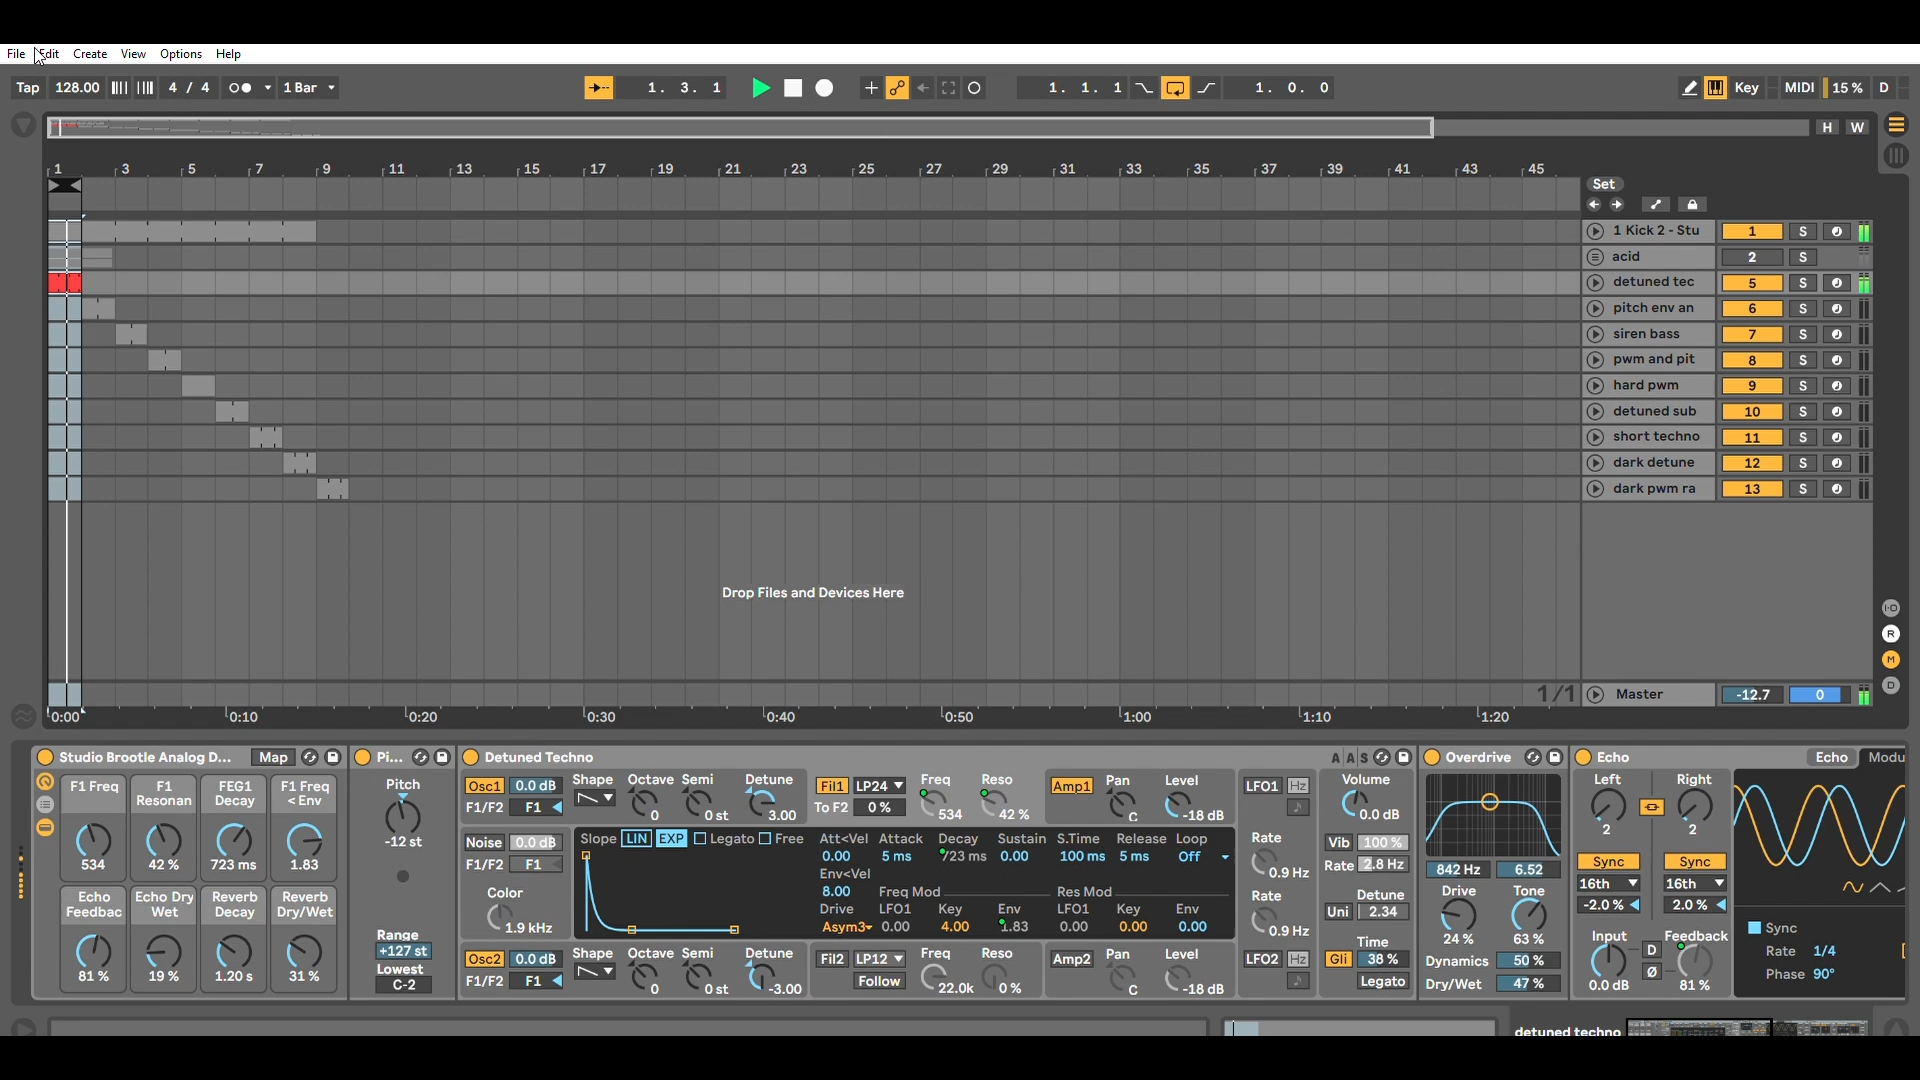 File Edit Create View Options Help
Tap 128.00 4 / 4 1 Bar 1. 3. 1 1. 1. 1 1. 0. 0 Key MIDI 15 % D
H W
1 3 5 7 9 11 13 15 17 19 21 23 25 27 29 31 33 35 37 39 41 43 45
Set
1 Kick 2 - Stu 1 S
acid 2 S
detuned tec 5 S
pitch env an 6 S
siren bass 7 S
pwm and pit 8 S
hard pwm 9 S
detuned sub 10 S
short techno 11 S
dark detune 12 S
dark pwm ra 13 S
Drop Files and Devices Here
I·O
R
M
D
1/1 Master -12.7 0
0:00 0:10 0:20 0:30 0:40 0:50 1:00 1:10 1:20
Studio Brootle Analog D... Map
F1 Freq F1 Resonan FEG1 Decay F1 Freq < Env
534 42 % 723 ms 1.83
Echo Feedbac Echo Dry Wet Reverb Decay Reverb Dry/Wet
81 % 19 % 1.20 s 31 %
Pi...
Pitch
-12 st
Range
+127 st
Lowest
C-2
Detuned Techno A A S
Osc1 0.0 dB Shape Octave Semi Detune Fil1 LP24 Freq Reso Amp1 Pan Level LFO1 Hz Volume
F1/F2 F1 0 0 st 3.00 To F2 0 % 534 42 % C -18 dB 0.0 dB
Noise 0.0 dB Slope LIN EXP Legato Free Att<Vel Attack Decay Sustain S.Time Release Loop Rate Vib 100 %
F1/F2 F1 0.00 5 ms 723 ms 0.00 100 ms 5 ms Off 0.9 Hz Rate 2.8 Hz
Env<Vel
8.00 Freq Mod Res Mod
Color Drive LFO1 Key Env LFO1 Key Env Rate Detune
1.9 kHz Asym3 0.00 4.00 1.83 0.00 0.00 0.00 0.9 Hz Uni 2.34
Osc2 0.0 dB Shape Octave Semi Detune Fil2 LP12 Freq Reso Amp2 Pan Level LFO2 Hz Time Gli 38 %
F1/F2 F1 0 0 st -3.00 Follow 22.0k 0 % C -18 dB Legato
Overdrive
842 Hz 6.52
Drive Tone
24 % 63 %
Dynamics 50 %
Dry/Wet 47 %
Echo Echo Modu
Left Right
2 2
Sync Sync
16th 16th
-2.0 % 2.0 %
Input D Feedback
0.0 dB Ø 81 %
Sync
Rate 1/4
Phase 90°
detuned techno